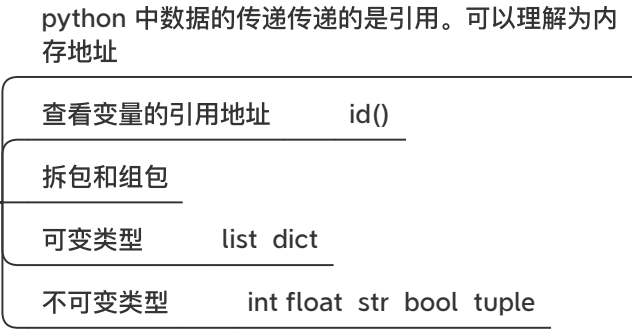 python 中数据的传递传递的是引用。可以理解为内
存地址
查看变量的引用地址 id()
拆包和组包
可变类型 list dict
不可变类型 int float str bool tuple